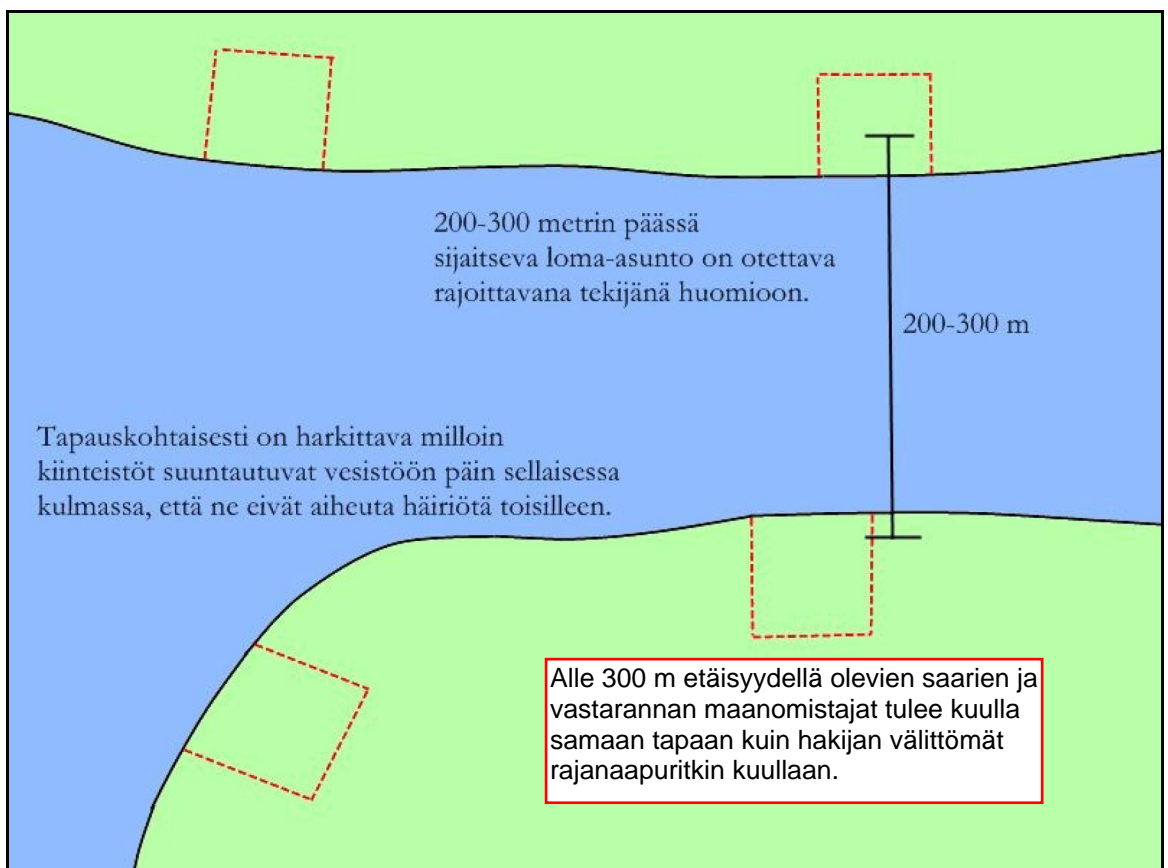 200-300 metrin päässä
sijaitseva loma-asunto on otettava
rajoittavana tekijänä huomioon.
200-300 m
Tapauskohtaisesti on harkittava milloin
kiinteistöt suuntautuvat vesistöön päin sellaisessa
kulmassa, että ne eivät aiheuta häiriötä toisilleen.
Alle 300 m etäisyydellä olevien saarien ja
vastarannan maanomistajat tulee kuulla
samaan tapaan kuin hakijan välittömät
rajanaapuritkin kuullaan.